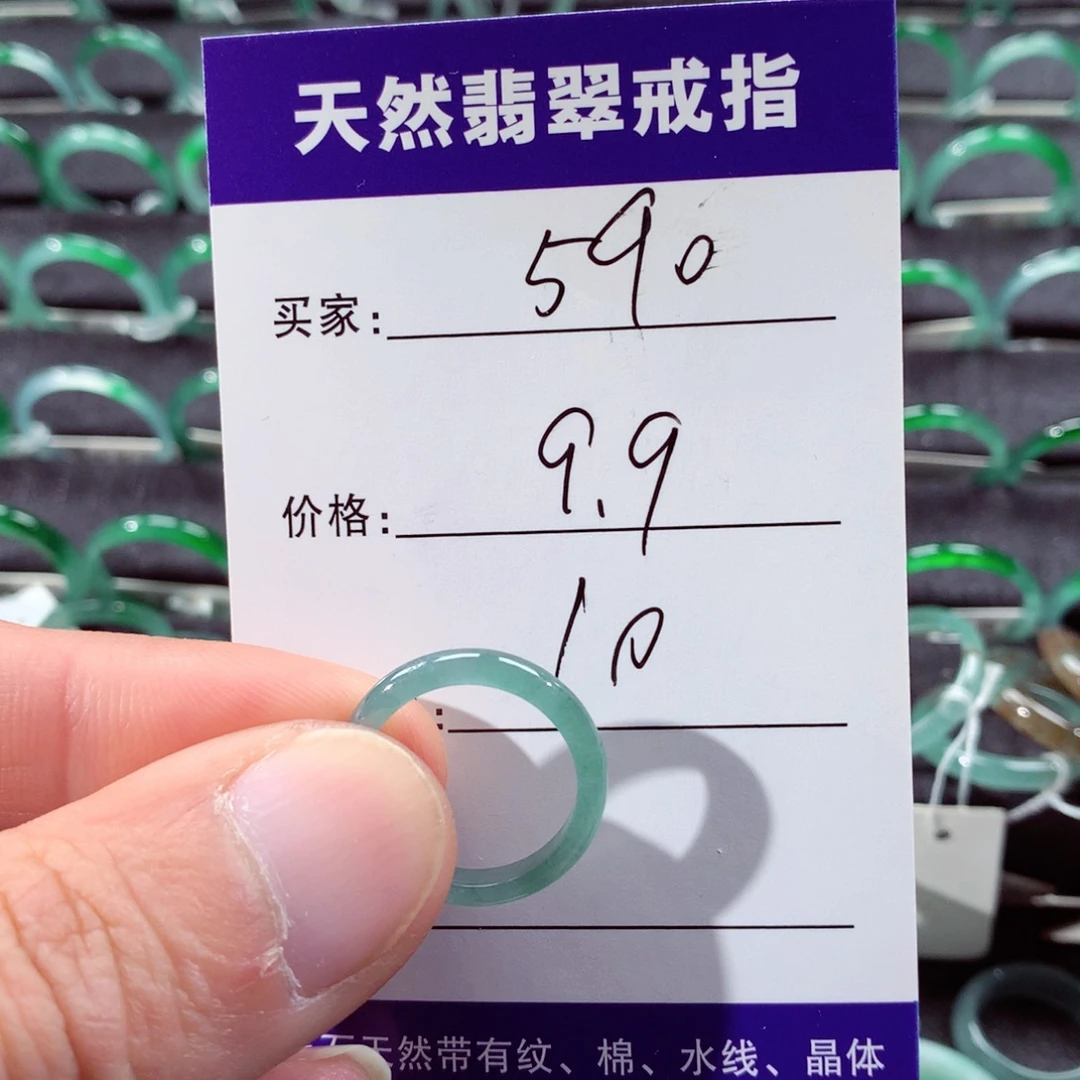 天然翡翠戒指
买家: 590
价格: 9.9
: 10
天然带有纹、棉、水线、晶体